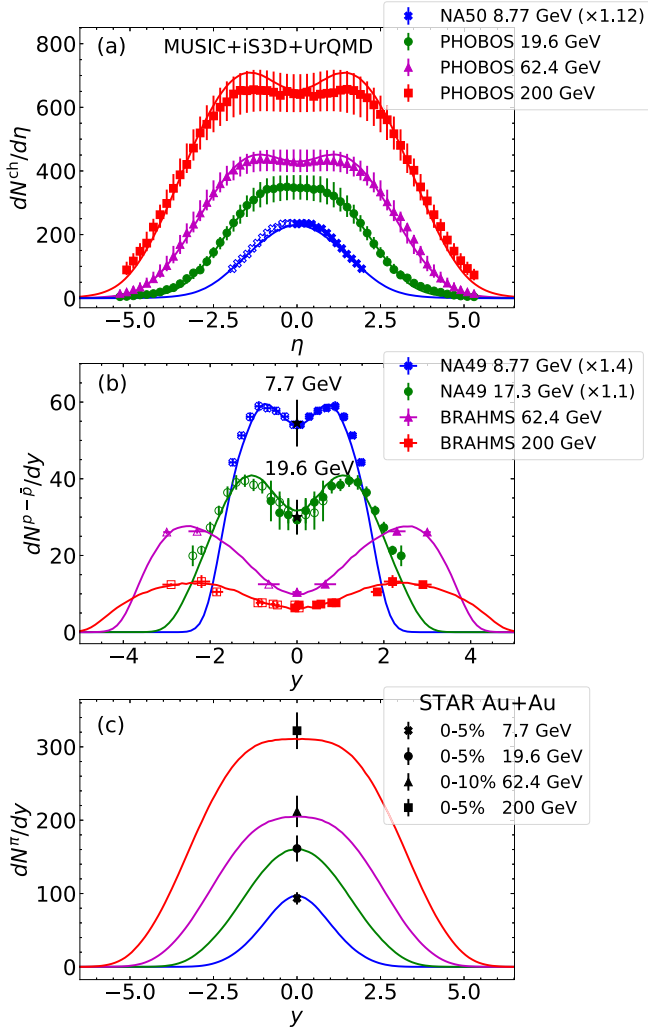 (a) MUSIC+iS3D+UrQMD
NA50 8.77 GeV (×1.12)
PHOBOS 19.6 GeV
PHOBOS 62.4 GeV
PHOBOS 200 GeV
dN^ch/dη
800
600
400
200
0
−5.0 −2.5 0.0 2.5 5.0
η
(b)
NA49 8.77 GeV (×1.4)
NA49 17.3 GeV (×1.1)
BRAHMS 62.4 GeV
BRAHMS 200 GeV
7.7 GeV
19.6 GeV
dN^{p−p̄}/dy
60
40
20
0
−4 −2 0 2 4
y
(c)
STAR Au+Au
0-5% 7.7 GeV
0-5% 19.6 GeV
0-10% 62.4 GeV
0-5% 200 GeV
dN^π/dy
300
200
100
0
−5.0 −2.5 0.0 2.5 5.0
y